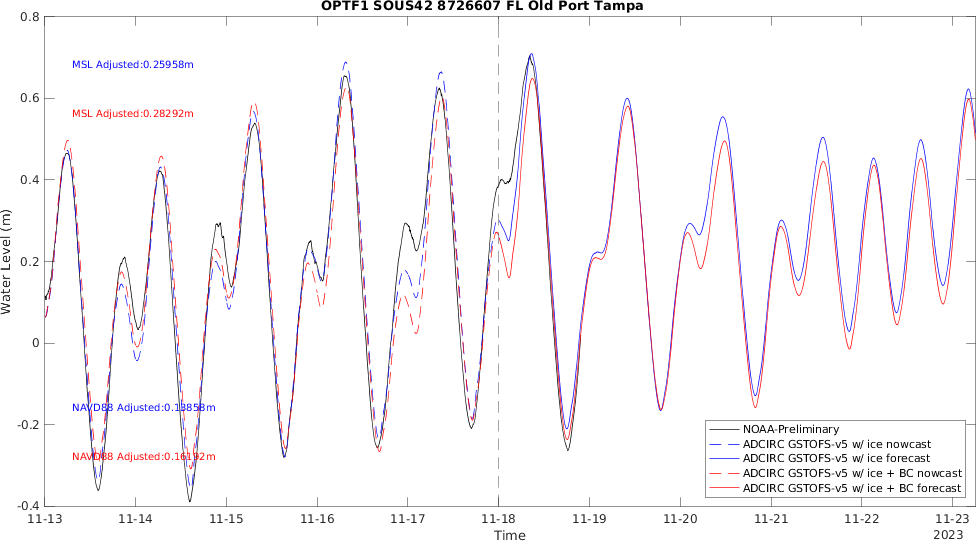 OPTF1 SOUS42 8726607 FL Old Port Tampa
0.8
0.6
0.4
0.2
0
-0.2
-0.4
Water Level (m)
MSL Adjusted:0.25958m
MSL Adjusted:0.28292m
NAVD88 Adjusted:0.13858m
NAVD88 Adjusted:0.16192m
NOAA-Preliminary
ADCIRC GSTOFS-v5 w/ ice nowcast
ADCIRC GSTOFS-v5 w/ ice forecast
ADCIRC GSTOFS-v5 w/ ice + BC nowcast
ADCIRC GSTOFS-v5 w/ ice + BC forecast
11-13 11-14 11-15 11-16 11-17 11-18 11-19 11-20 11-21 11-22 11-23
Time
2023